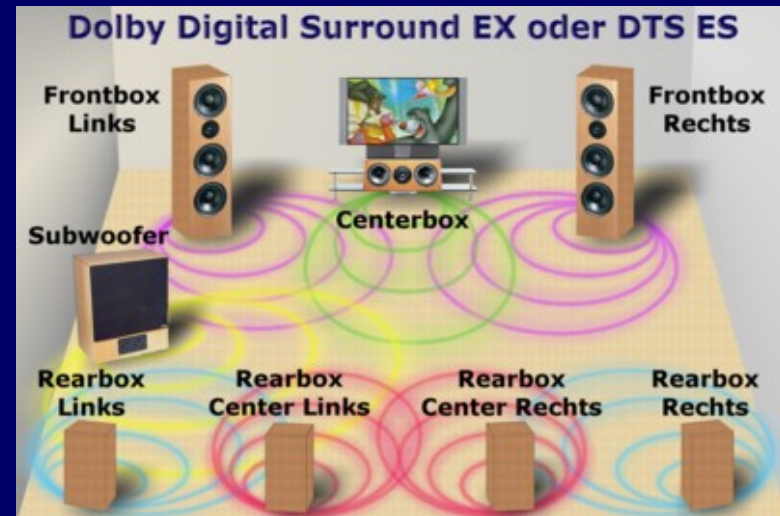 Dolby Digital Surround EX oder DTS ES
Frontbox
Links
Frontbox
Rechts
Centerbox
Subwoofer
Rearbox
Links
Rearbox
Center Links
Rearbox
Center Rechts
Rearbox
Rechts